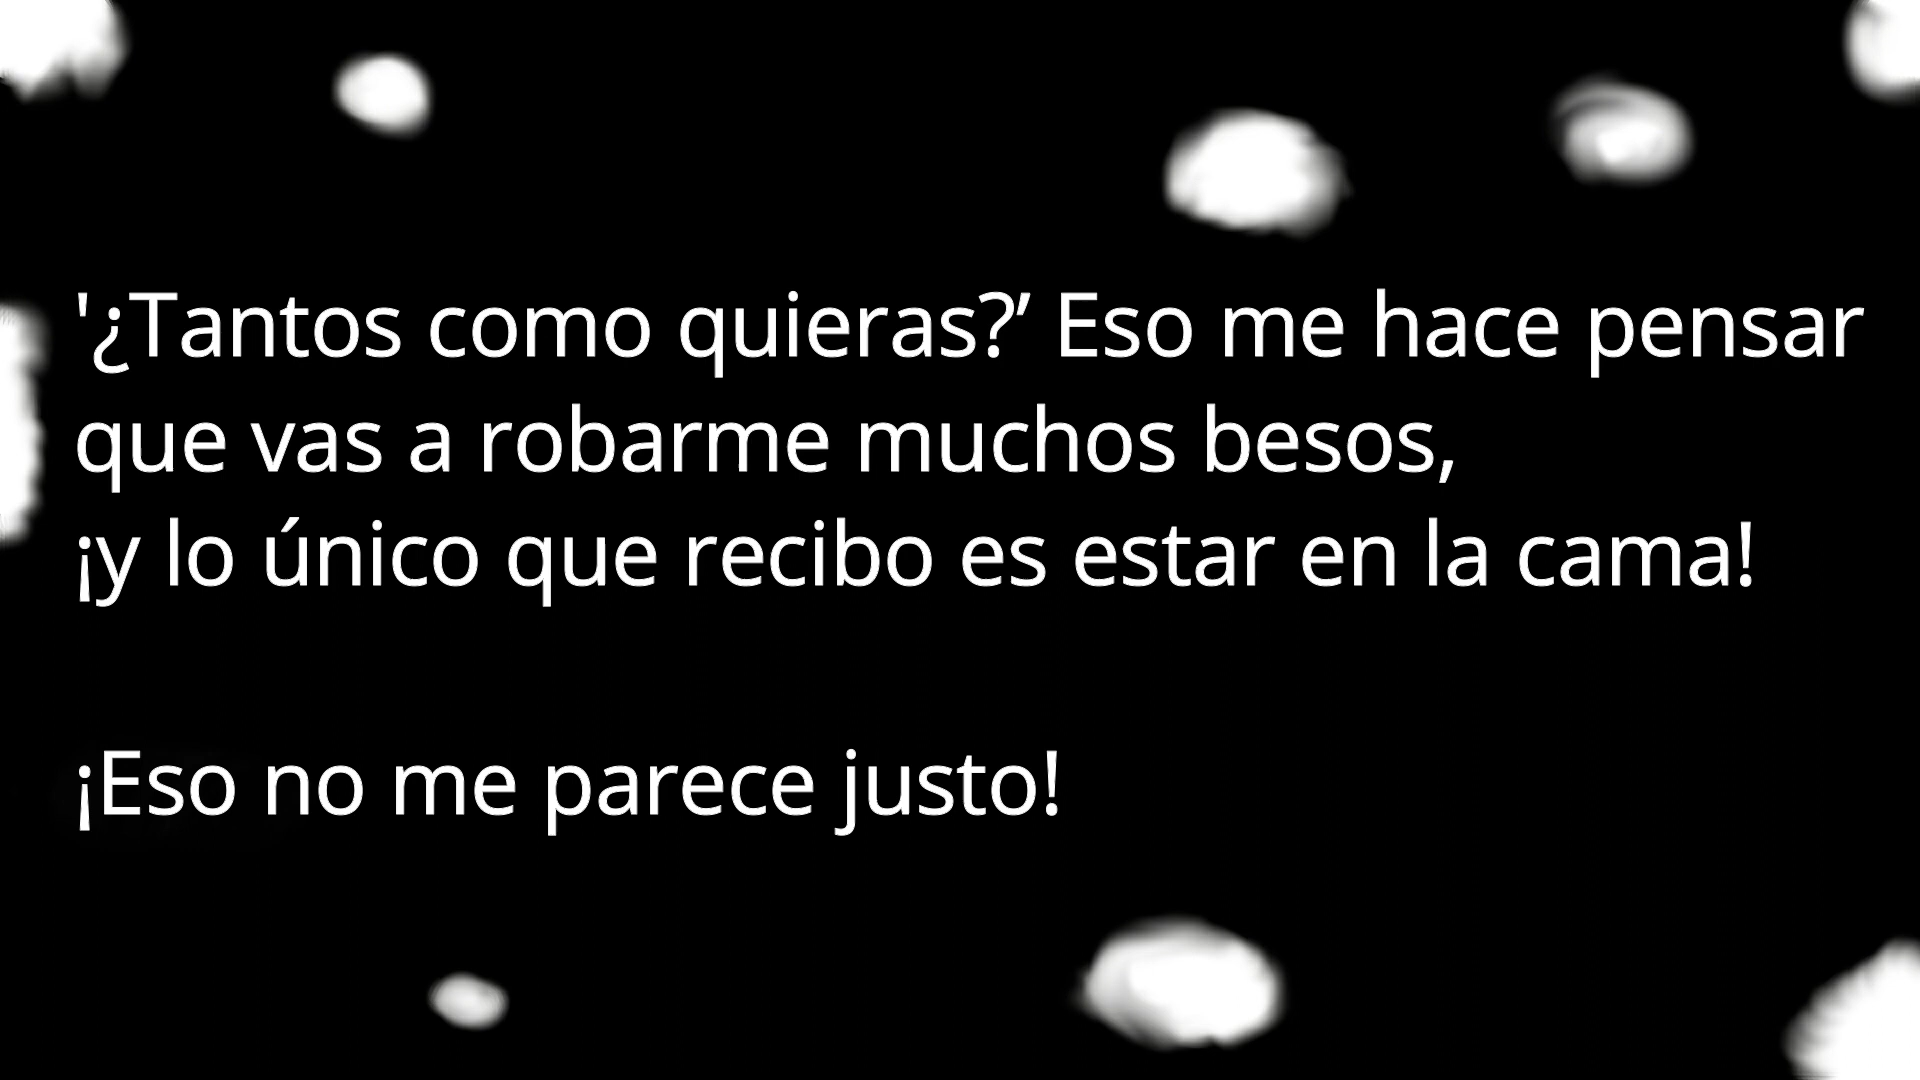 '¿Tantos como quieras?’ Eso me hace pensar
que vas a robarme muchos besos,
¡y lo único que recibo es estar en la cama!
¡Eso no me parece justo!